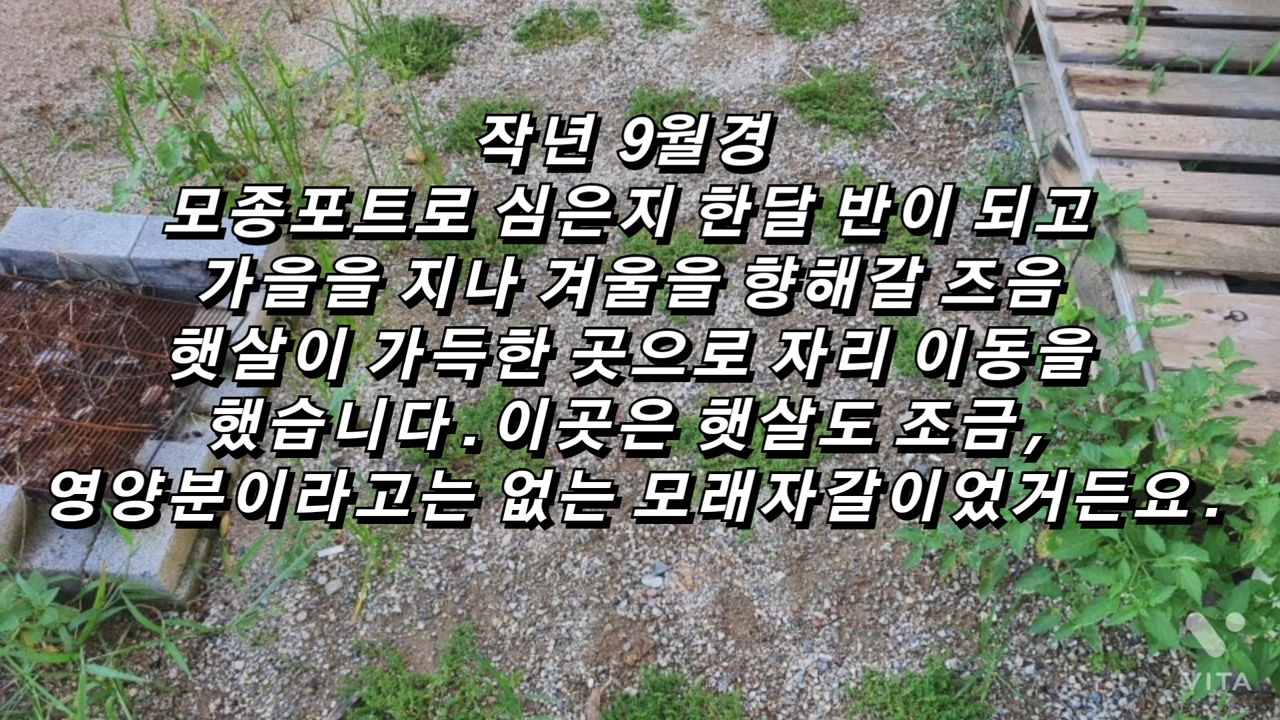 작년 9월경
모종포트로 심은지 한달 반이 되고
가을을 지나 겨울을 향해갈 즈음
햇살이 가득한 곳으로 자리 이동을
했습니다.이곳은 햇살도 조금,
영양분이라고는 없는 모래자갈이었거든요.
VITA